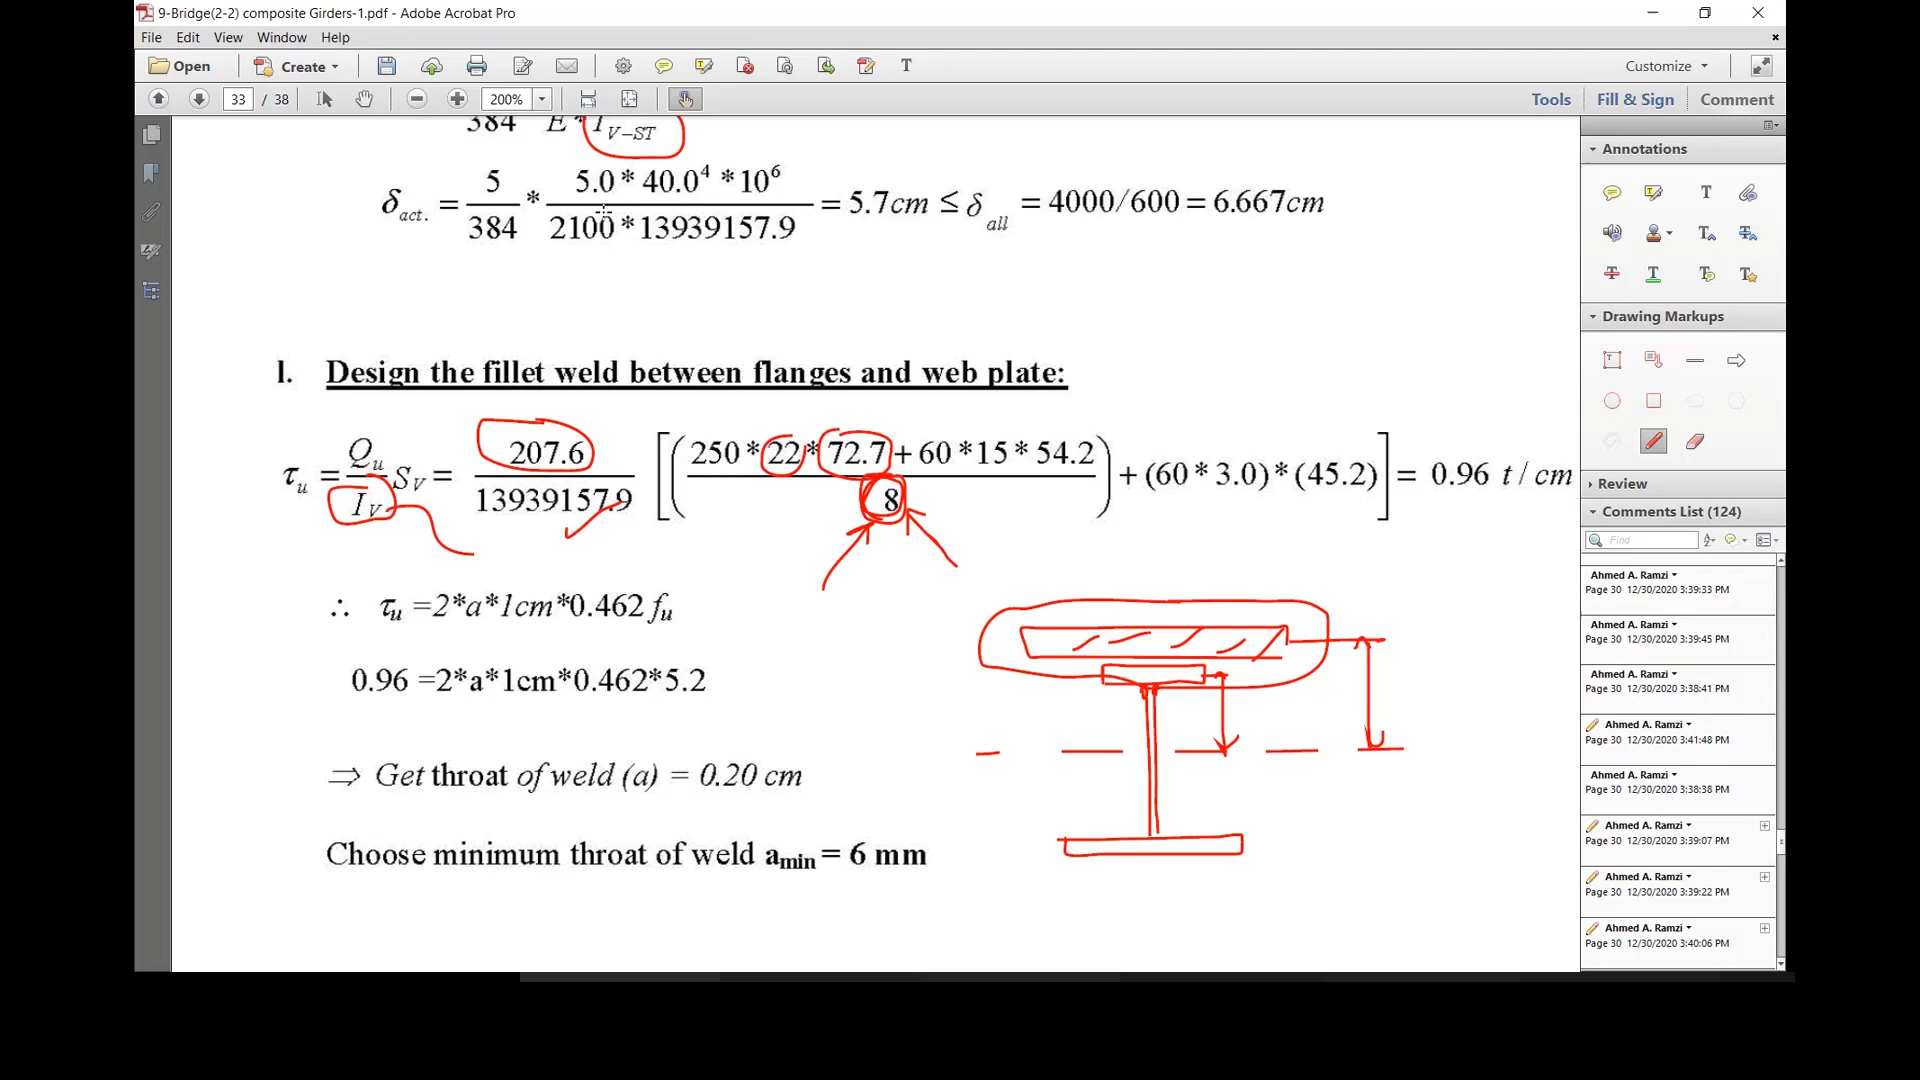 9-Bridge(2-2) composite Girders-1.pdf - Adobe Acrobat Pro
File Edit View Window Help
Open Create Customize
33 / 38 200% Tools Fill & Sign Comment
384 E * I V–ST
δ act. = 5/384 * (5.0 * 40.0⁴ * 10⁶)/(2100 * 13939157.9) = 5.7cm ≤ δ all = 4000/600 = 6.667cm
l. Design the fillet weld between flanges and web plate:
τu = Qu/IV SV = 207.6/13939157.9 [((250 * 22 * 72.7 + 60 * 15 * 54.2)/8) + (60 * 3.0) * (45.2)] = 0.96 t / cm
∴ τu =2*a*1cm*0.462 fu
0.96 =2*a*1cm*0.462*5.2
⇒ Get throat of weld (a) = 0.20 cm
Choose minimum throat of weld amin = 6 mm
Annotations
Drawing Markups
Review
Comments List (124)
Find
Ahmed A. Ramzi
Page 30 12/30/2020 3:39:33 PM
Ahmed A. Ramzi
Page 30 12/30/2020 3:39:45 PM
Ahmed A. Ramzi
Page 30 12/30/2020 3:38:41 PM
Ahmed A. Ramzi
Page 30 12/30/2020 3:41:48 PM
Ahmed A. Ramzi
Page 30 12/30/2020 3:38:38 PM
Ahmed A. Ramzi
Page 30 12/30/2020 3:39:07 PM
Ahmed A. Ramzi
Page 30 12/30/2020 3:39:22 PM
Ahmed A. Ramzi
Page 30 12/30/2020 3:40:06 PM